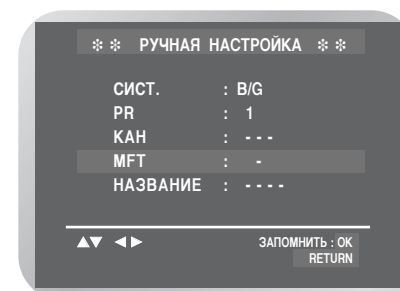 ❇ ❇ РУЧНАЯ НАСТРОЙКА ❇ ❇
СИСТ. : B/G
PR : 1
КАН : - - -
MFT : -
НАЗВАНИЕ : - - - -
▲▼ ◀▶ ЗАПОМНИТЬ : OK
RETURN